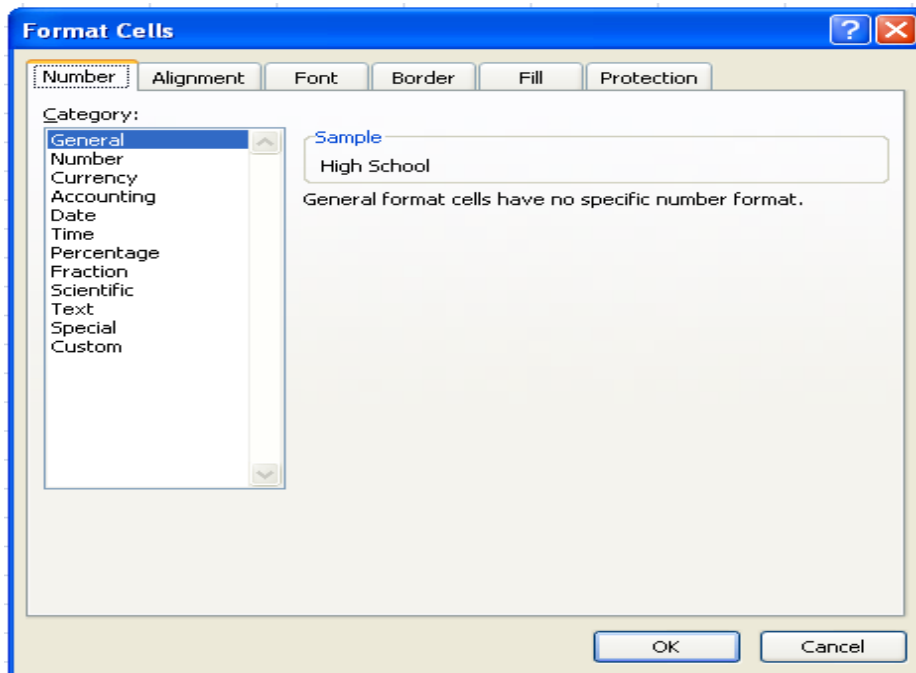 Format Cells
Number Alignment Font Border Fill Protection
Category:
General
Number
Currency
Accounting
Date
Time
Percentage
Fraction
Scientific
Text
Special
Custom
Sample
High School
General format cells have no specific number format.
OK Cancel